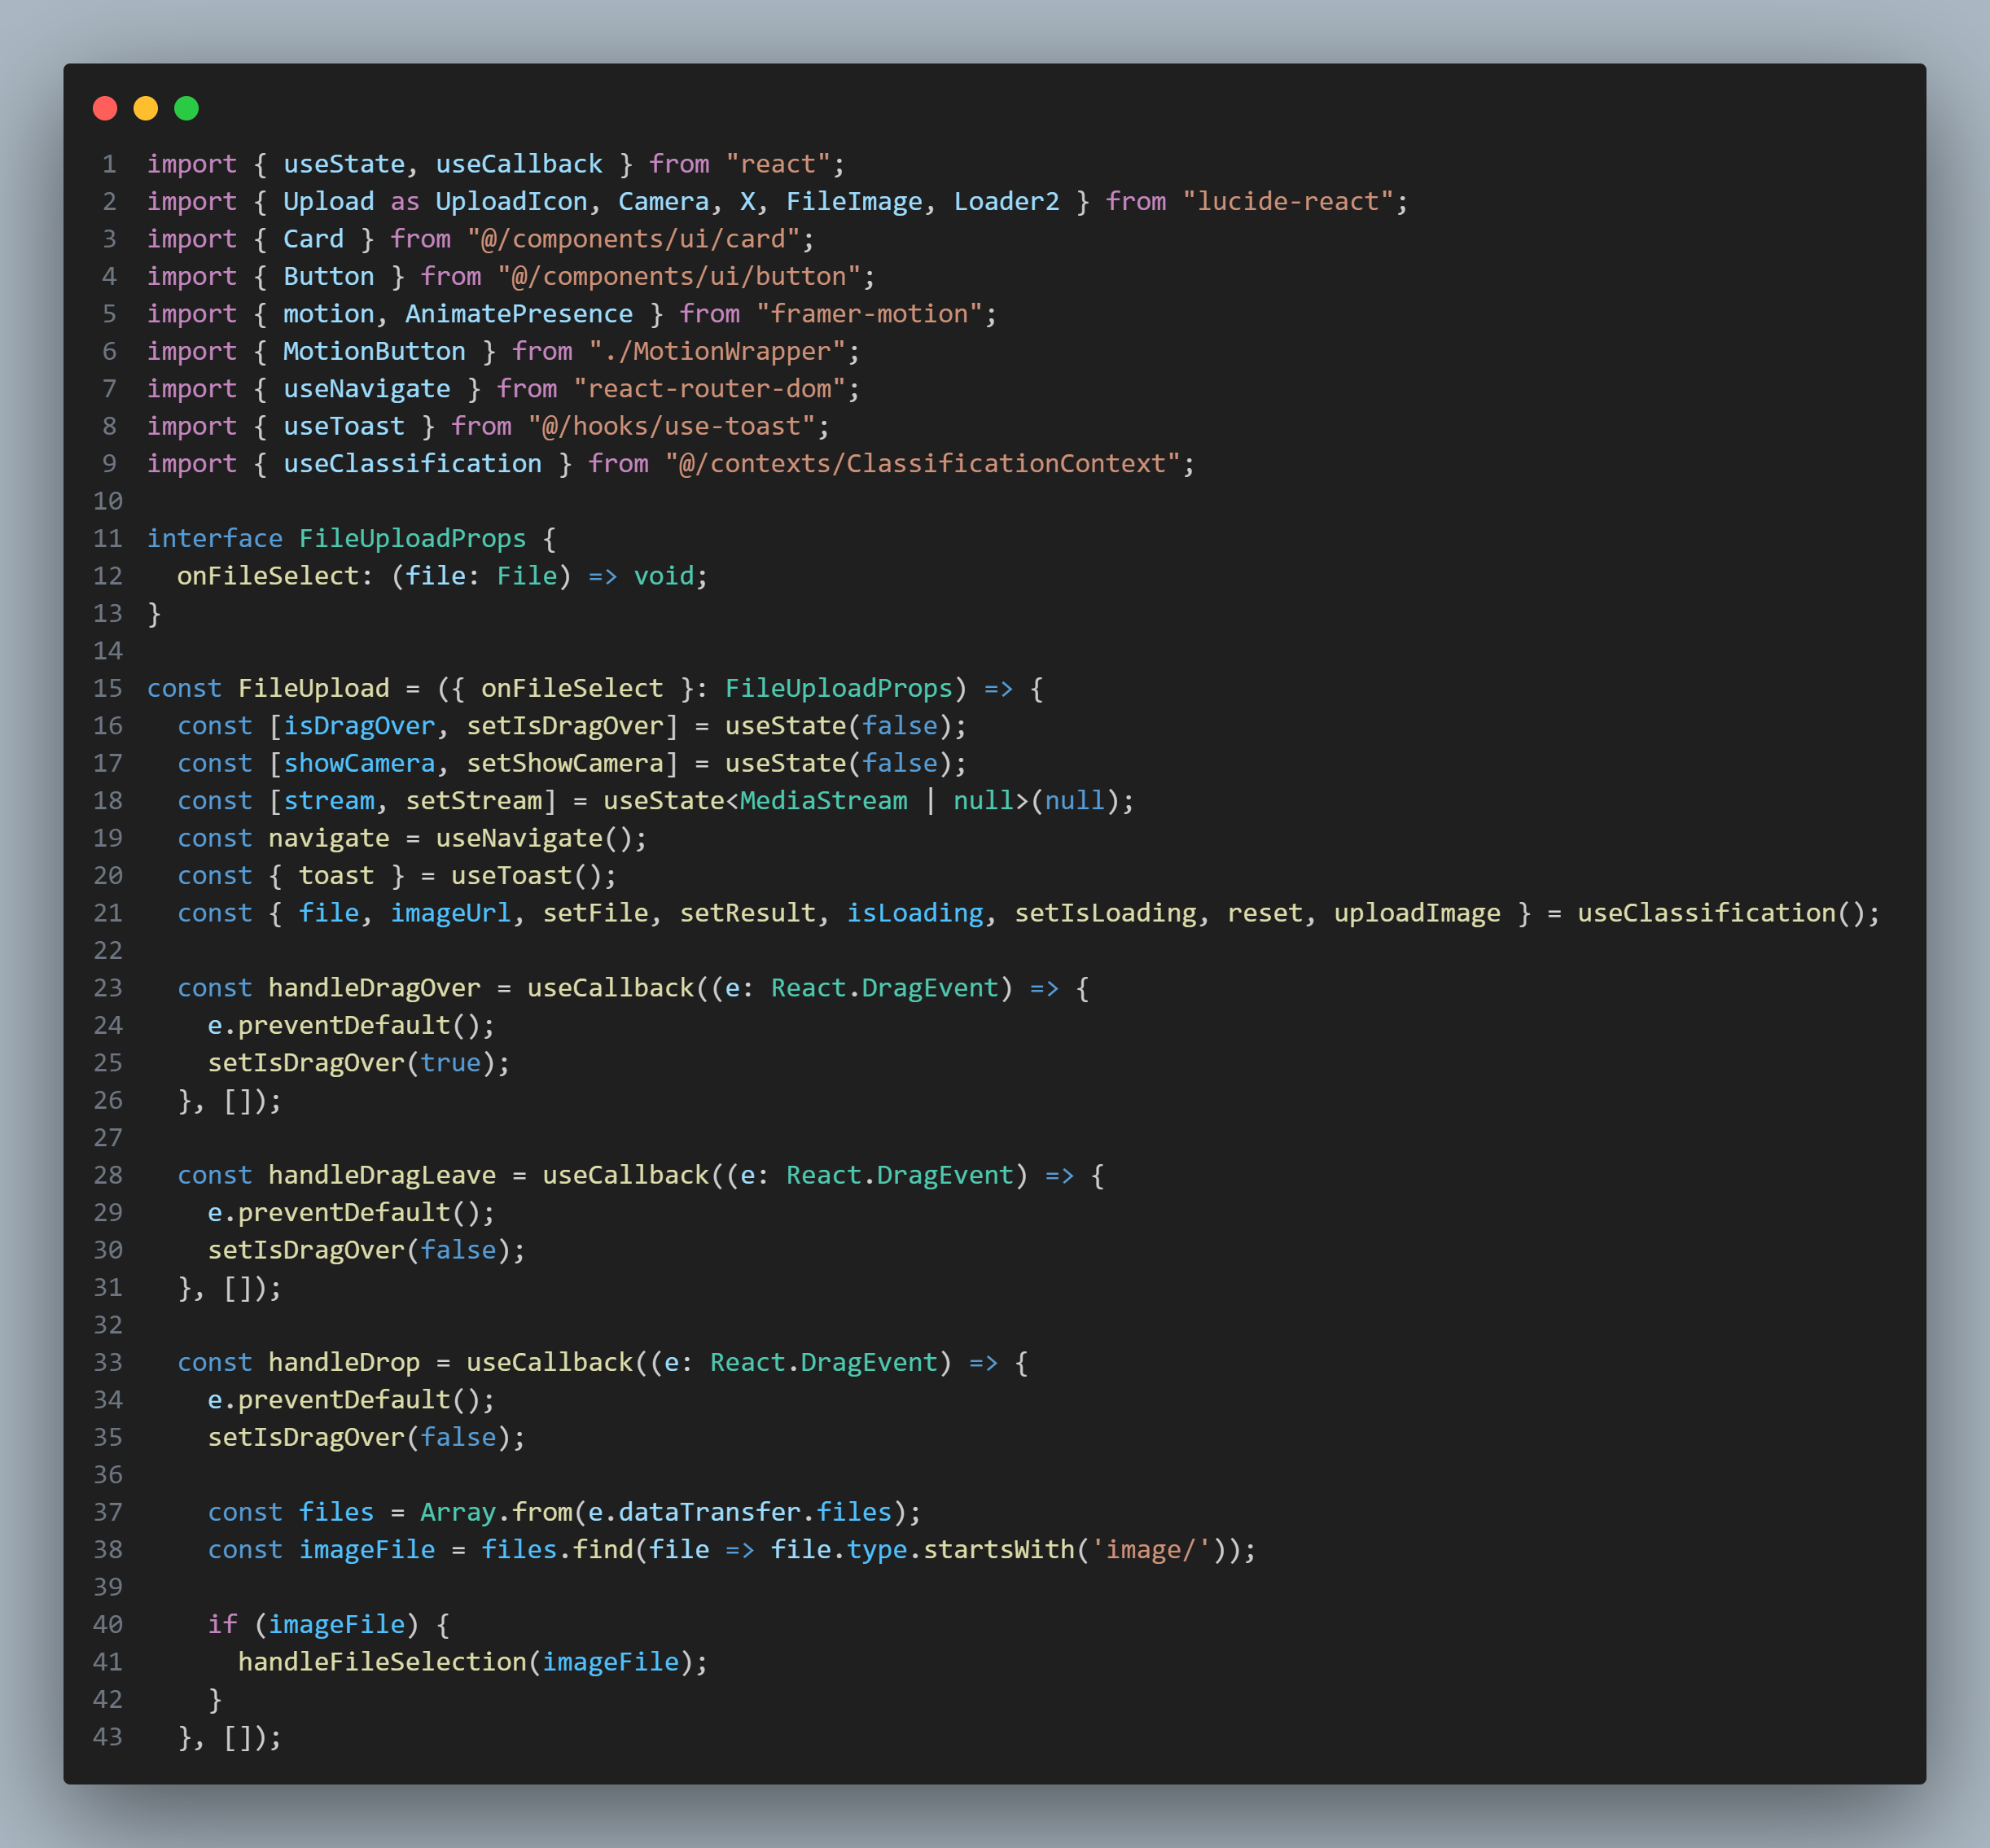 1 import { useState, useCallback } from "react";
2 import { Upload as UploadIcon, Camera, X, FileImage, Loader2 } from "lucide-react";
3 import { Card } from "@/components/ui/card";
4 import { Button } from "@/components/ui/button";
5 import { motion, AnimatePresence } from "framer-motion";
6 import { MotionButton } from "./MotionWrapper";
7 import { useNavigate } from "react-router-dom";
8 import { useToast } from "@/hooks/use-toast";
9 import { useClassification } from "@/contexts/ClassificationContext";
10
11 interface FileUploadProps {
12   onFileSelect: (file: File) => void;
13 }
14
15 const FileUpload = ({ onFileSelect }: FileUploadProps) => {
16   const [isDragOver, setIsDragOver] = useState(false);
17   const [showCamera, setShowCamera] = useState(false);
18   const [stream, setStream] = useState<MediaStream | null>(null);
19   const navigate = useNavigate();
20   const { toast } = useToast();
21   const { file, imageUrl, setFile, setResult, isLoading, setIsLoading, reset, uploadImage } = useClassification();
22
23   const handleDragOver = useCallback((e: React.DragEvent) => {
24     e.preventDefault();
25     setIsDragOver(true);
26   }, []);
27
28   const handleDragLeave = useCallback((e: React.DragEvent) => {
29     e.preventDefault();
30     setIsDragOver(false);
31   }, []);
32
33   const handleDrop = useCallback((e: React.DragEvent) => {
34     e.preventDefault();
35     setIsDragOver(false);
36
37     const files = Array.from(e.dataTransfer.files);
38     const imageFile = files.find(file => file.type.startsWith('image/'));
39
40     if (imageFile) {
41       handleFileSelection(imageFile);
42     }
43   }, []);